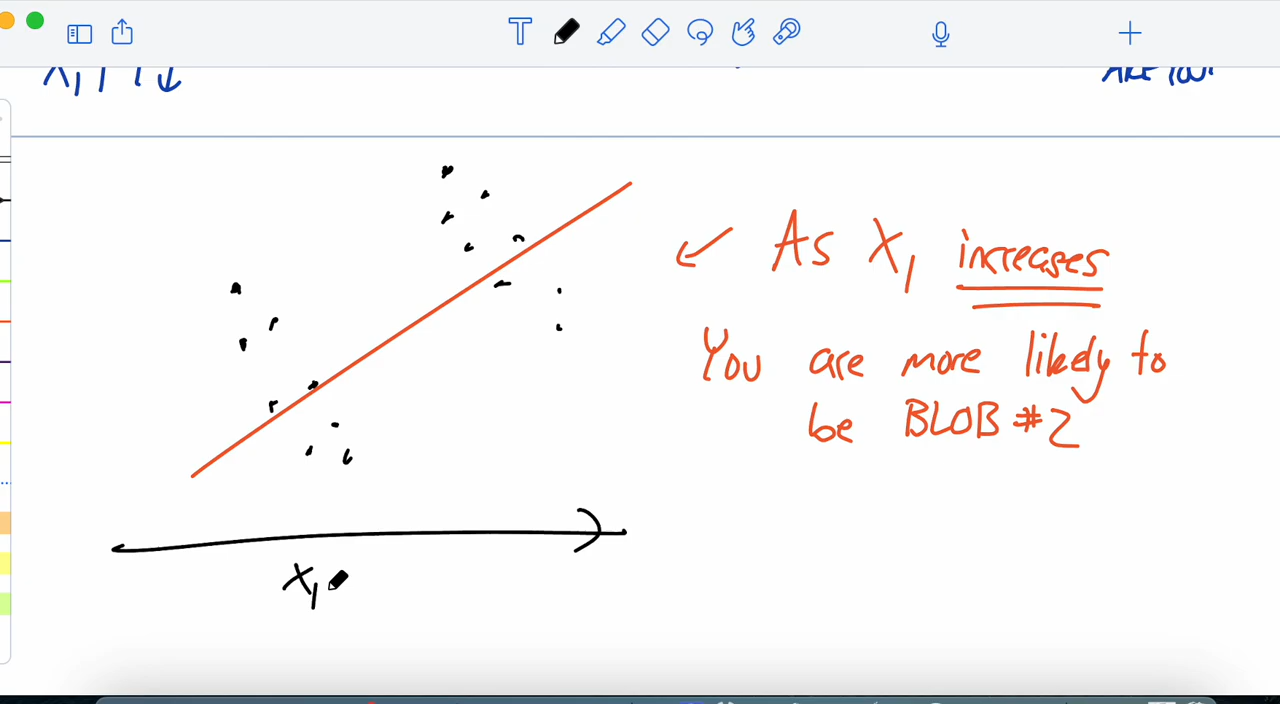 As X₁ increases
You are more likely to
be BLOB #2
X₁